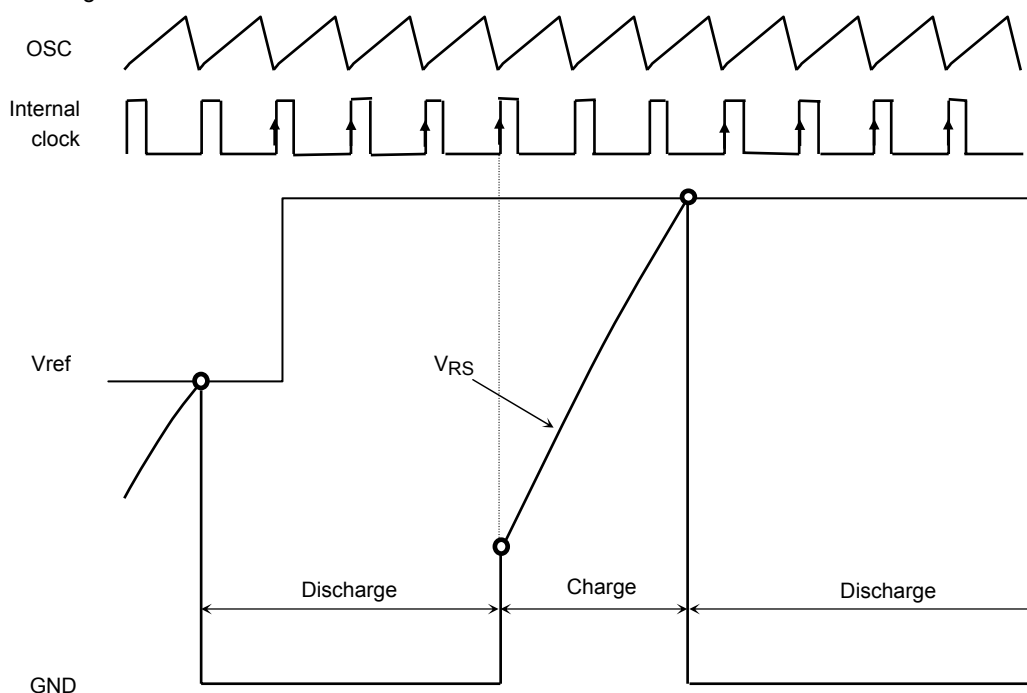 OSC
Internal
clock
Vref
VRS
Discharge
Charge
Discharge
GND